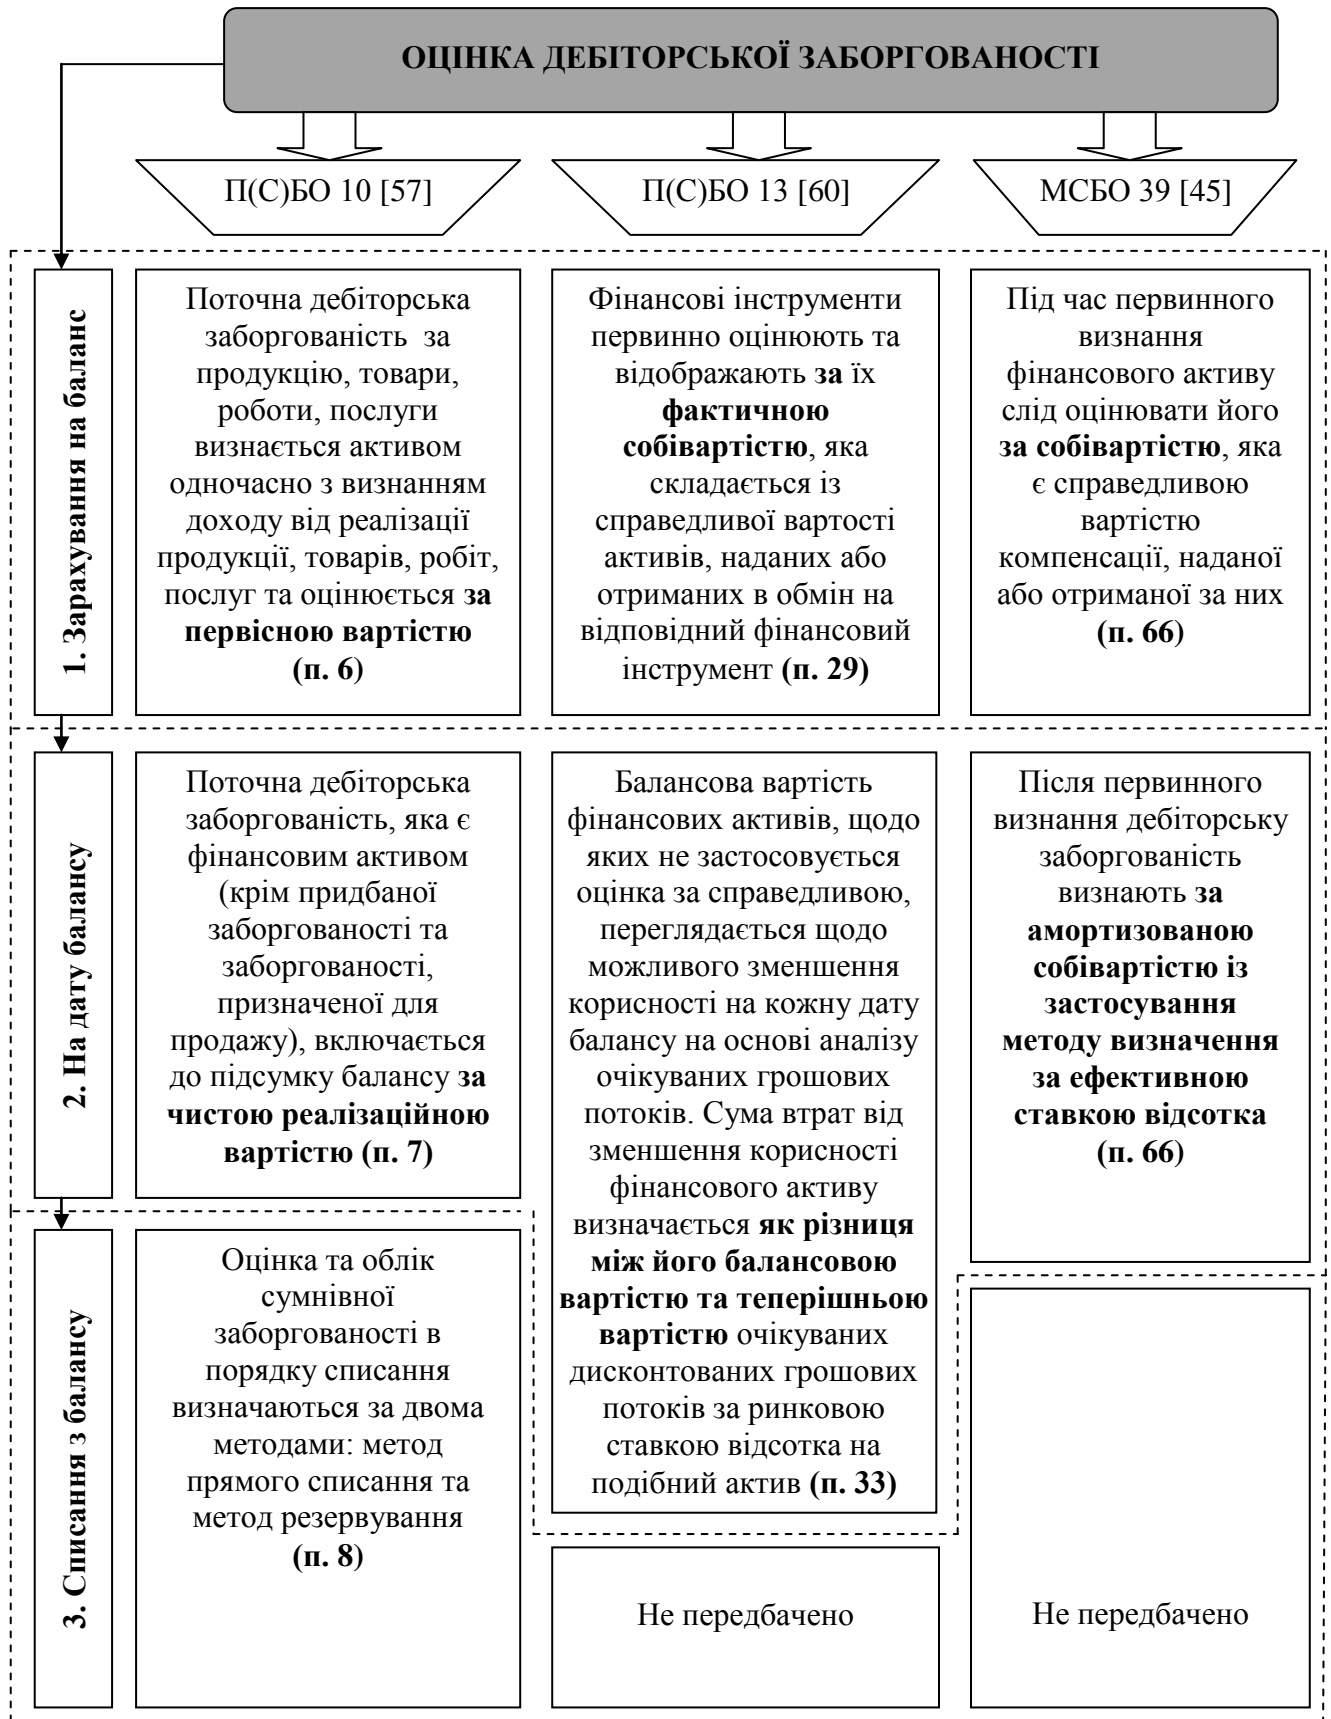 ОЦІНКА ДЕБІТОРСЬКОЇ ЗАБОРГОВАНОСТІ
П(С)БО 10 [57]
П(С)БО 13 [60]
МСБО 39 [45]
1. Зарахування на баланс
Поточна дебіторська
заборгованість за
продукцію, товари,
роботи, послуги
визнається активом
одночасно з визнанням
доходу від реалізації
продукції, товарів, робіт,
послуг та оцінюється за
первісною вартістю
(п. 6)
Фінансові інструменти
первинно оцінюють та
відображають за їх
фактичною
собівартістю, яка
складається із
справедливої вартості
активів, наданих або
отриманих в обмін на
відповідний фінансовий
інструмент (п. 29)
Під час первинного
визнання
фінансового активу
слід оцінювати його
за собівартістю, яка
є справедливою
вартістю
компенсації, наданої
або отриманої за них
(п. 66)
2. На дату балансу
Поточна дебіторська
заборгованість, яка є
фінансовим активом
(крім придбаної
заборгованості та
заборгованості,
призначеної для
продажу), включається
до підсумку балансу за
чистою реалізаційною
вартістю (п. 7)
Балансова вартість
фінансових активів, щодо
яких не застосовується
оцінка за справедливою,
переглядається щодо
можливого зменшення
корисності на кожну дату
балансу на основі аналізу
очікуваних грошових
потоків. Сума втрат від
зменшення корисності
фінансового активу
визначається як різниця
між його балансовою
вартістю та теперішньою
вартістю очікуваних
дисконтованих грошових
потоків за ринковою
ставкою відсотка на
подібний актив (п. 33)
Після первинного
визнання дебіторську
заборгованість
визнають за
амортизованою
собівартістю із
застосування
методу визначення
за ефективною
ставкою відсотка
(п. 66)
3. Списання з балансу
Оцінка та облік
сумнівної
заборгованості в
порядку списання
визначаються за двома
методами: метод
прямого списання та
метод резервування
(п. 8)
Не передбачено
Не передбачено